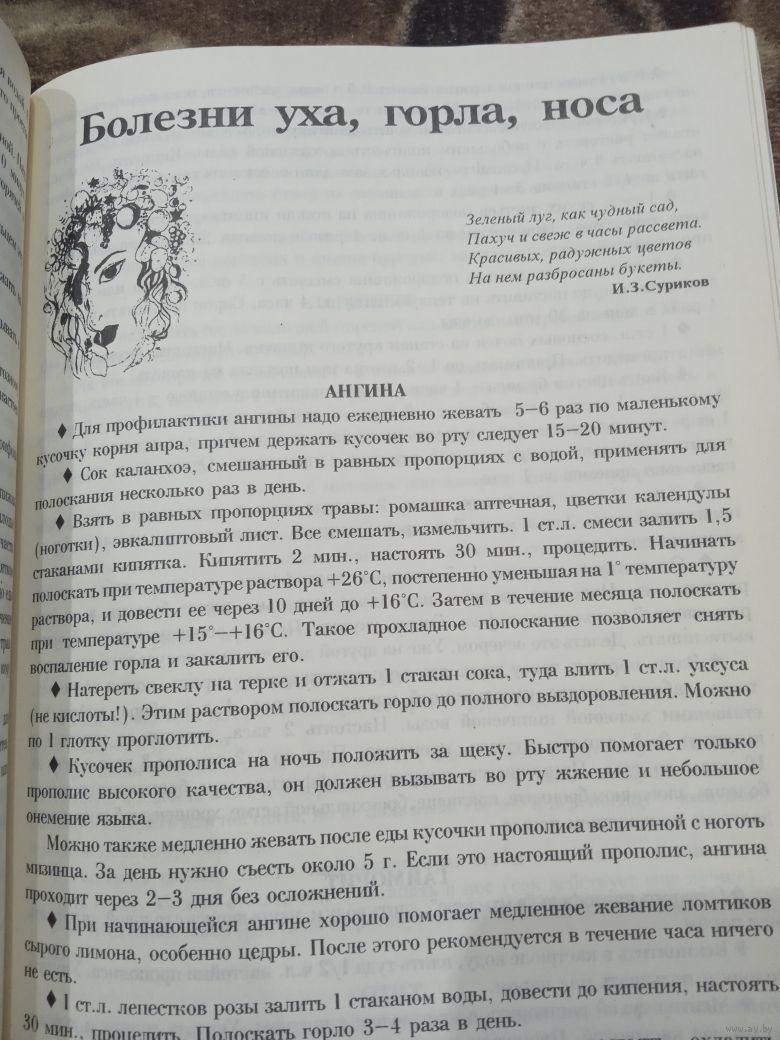 Болезни уха, горла, носа
Зеленый луг, как чудный сад,
Пахуч и свеж в часы рассвета.
Красивых, радужных цветов
На нем разбросаны букеты.
И.З.Суриков
АНГИНА
♦ Для профилактики ангины надо ежедневно жевать 5–6 раз по маленькому
кусочку корня аира, причем держать кусочек во рту следует 15–20 минут.
♦ Сок каланхоэ, смешанный в равных пропорциях с водой, применять для
полоскания несколько раз в день.
♦ Взять в равных пропорциях травы: ромашка аптечная, цветки календулы
(ноготки), эвкалиптовый лист. Все смешать, измельчить. 1 ст.л. смеси залить 1,5
стаканами кипятка. Кипятить 2 мин., настоять 30 мин., процедить. Начинать
полоскать при температуре раствора +26°С, постепенно уменьшая на 1° температуру
раствора, и довести ее через 10 дней до +16°С. Затем в течение месяца полоскать
при температуре +15°–+16°С. Такое прохладное полоскание позволяет снять
воспаление горла и закалить его.
♦ Натереть свеклу на терке и отжать 1 стакан сока, туда влить 1 ст.л. уксуса
(не кислоты!). Этим раствором полоскать горло до полного выздоровления. Можно
по 1 глотку проглотить.
♦ Кусочек прополиса на ночь положить за щеку. Быстро помогает только
прополис высокого качества, он должен вызывать во рту жжение и небольшое
онемение языка.
Можно также медленно жевать после еды кусочки прополиса величиной с ноготь
мизинца. За день нужно съесть около 5 г. Если это настоящий прополис, ангина
проходит через 2–3 дня без осложнений.
♦ При начинающейся ангине хорошо помогает медленное жевание ломтиков
сырого лимона, особенно цедры. После этого рекомендуется в течение часа ничего
не есть.
♦ 1 ст.л. лепестков розы залить 1 стаканом воды, довести до кипения, настоять
30 мин., процедить. Полоскать горло 3–4 раза в день.
www.ay.by